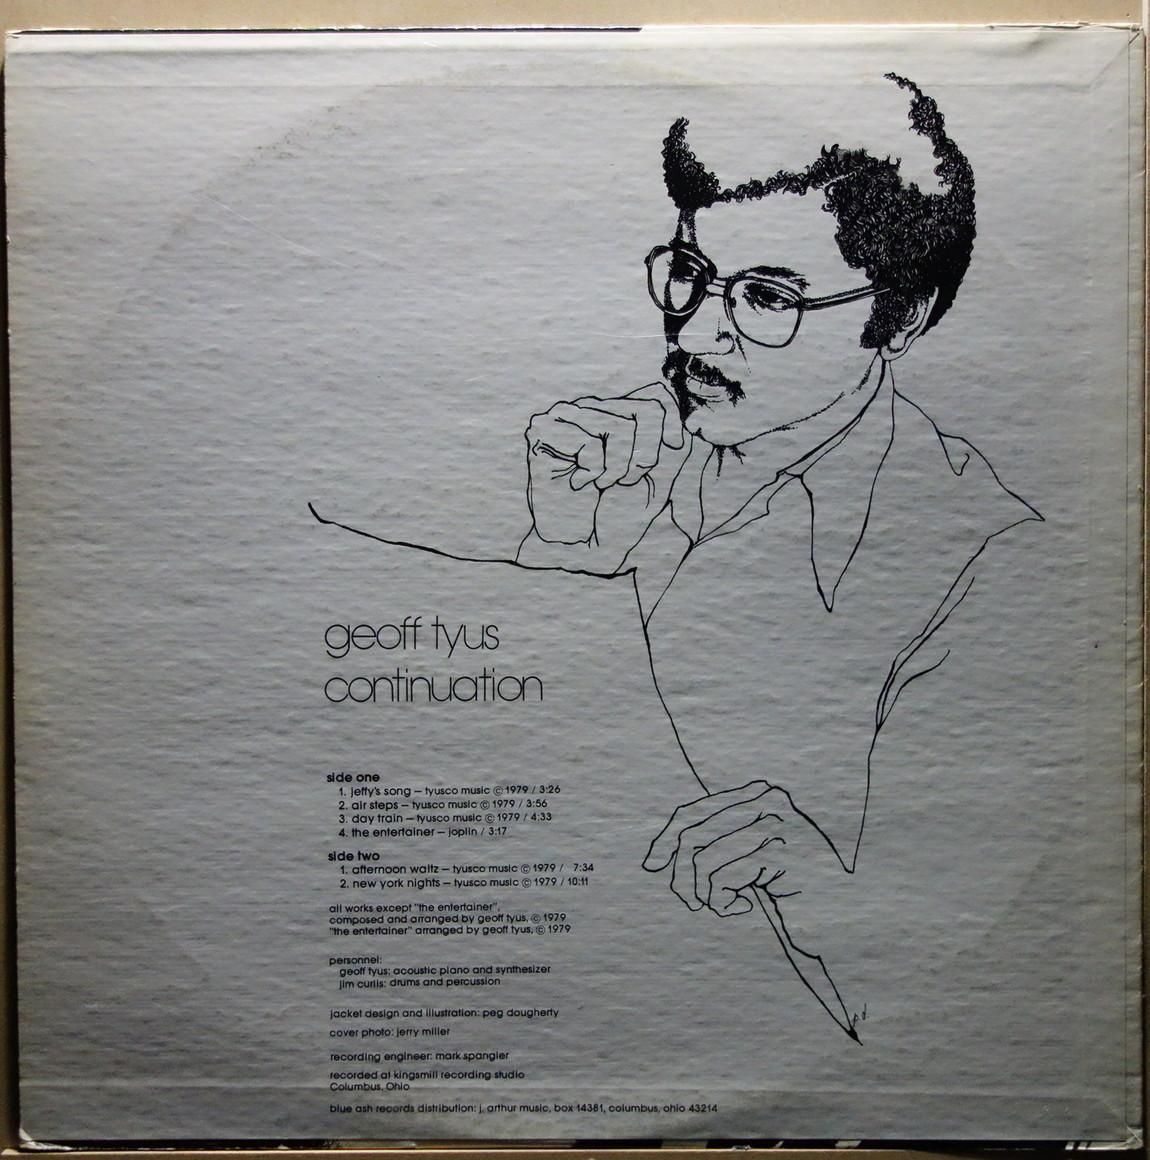 geoff tyus
continuation
side one
1. jeffy's song – tyusco music © 1979 / 3:26
2. air steps – tyusco music © 1979 / 3:56
3. day train – tyusco music © 1979 / 4:33
4. the entertainer – joplin / 3:17
side two
1. afternoon waltz – tyusco music © 1979 / 7:34
2. new york nights – tyusco music © 1979 / 10:11
all works except "the entertainer",
composed and arranged by geoff tyus, © 1979
"the entertainer" arranged by geoff tyus, © 1979
personnel:
geoff tyus: acoustic piano and synthesizer
jim curlis: drums and percussion
jacket design and illustration: peg dougherty
cover photo: jerry miller
recording engineer: mark spangler
recorded at kingsmill recording studio
Columbus, Ohio
blue ash records distribution: j. arthur music, box 14381, columbus, ohio 43214
p.d.